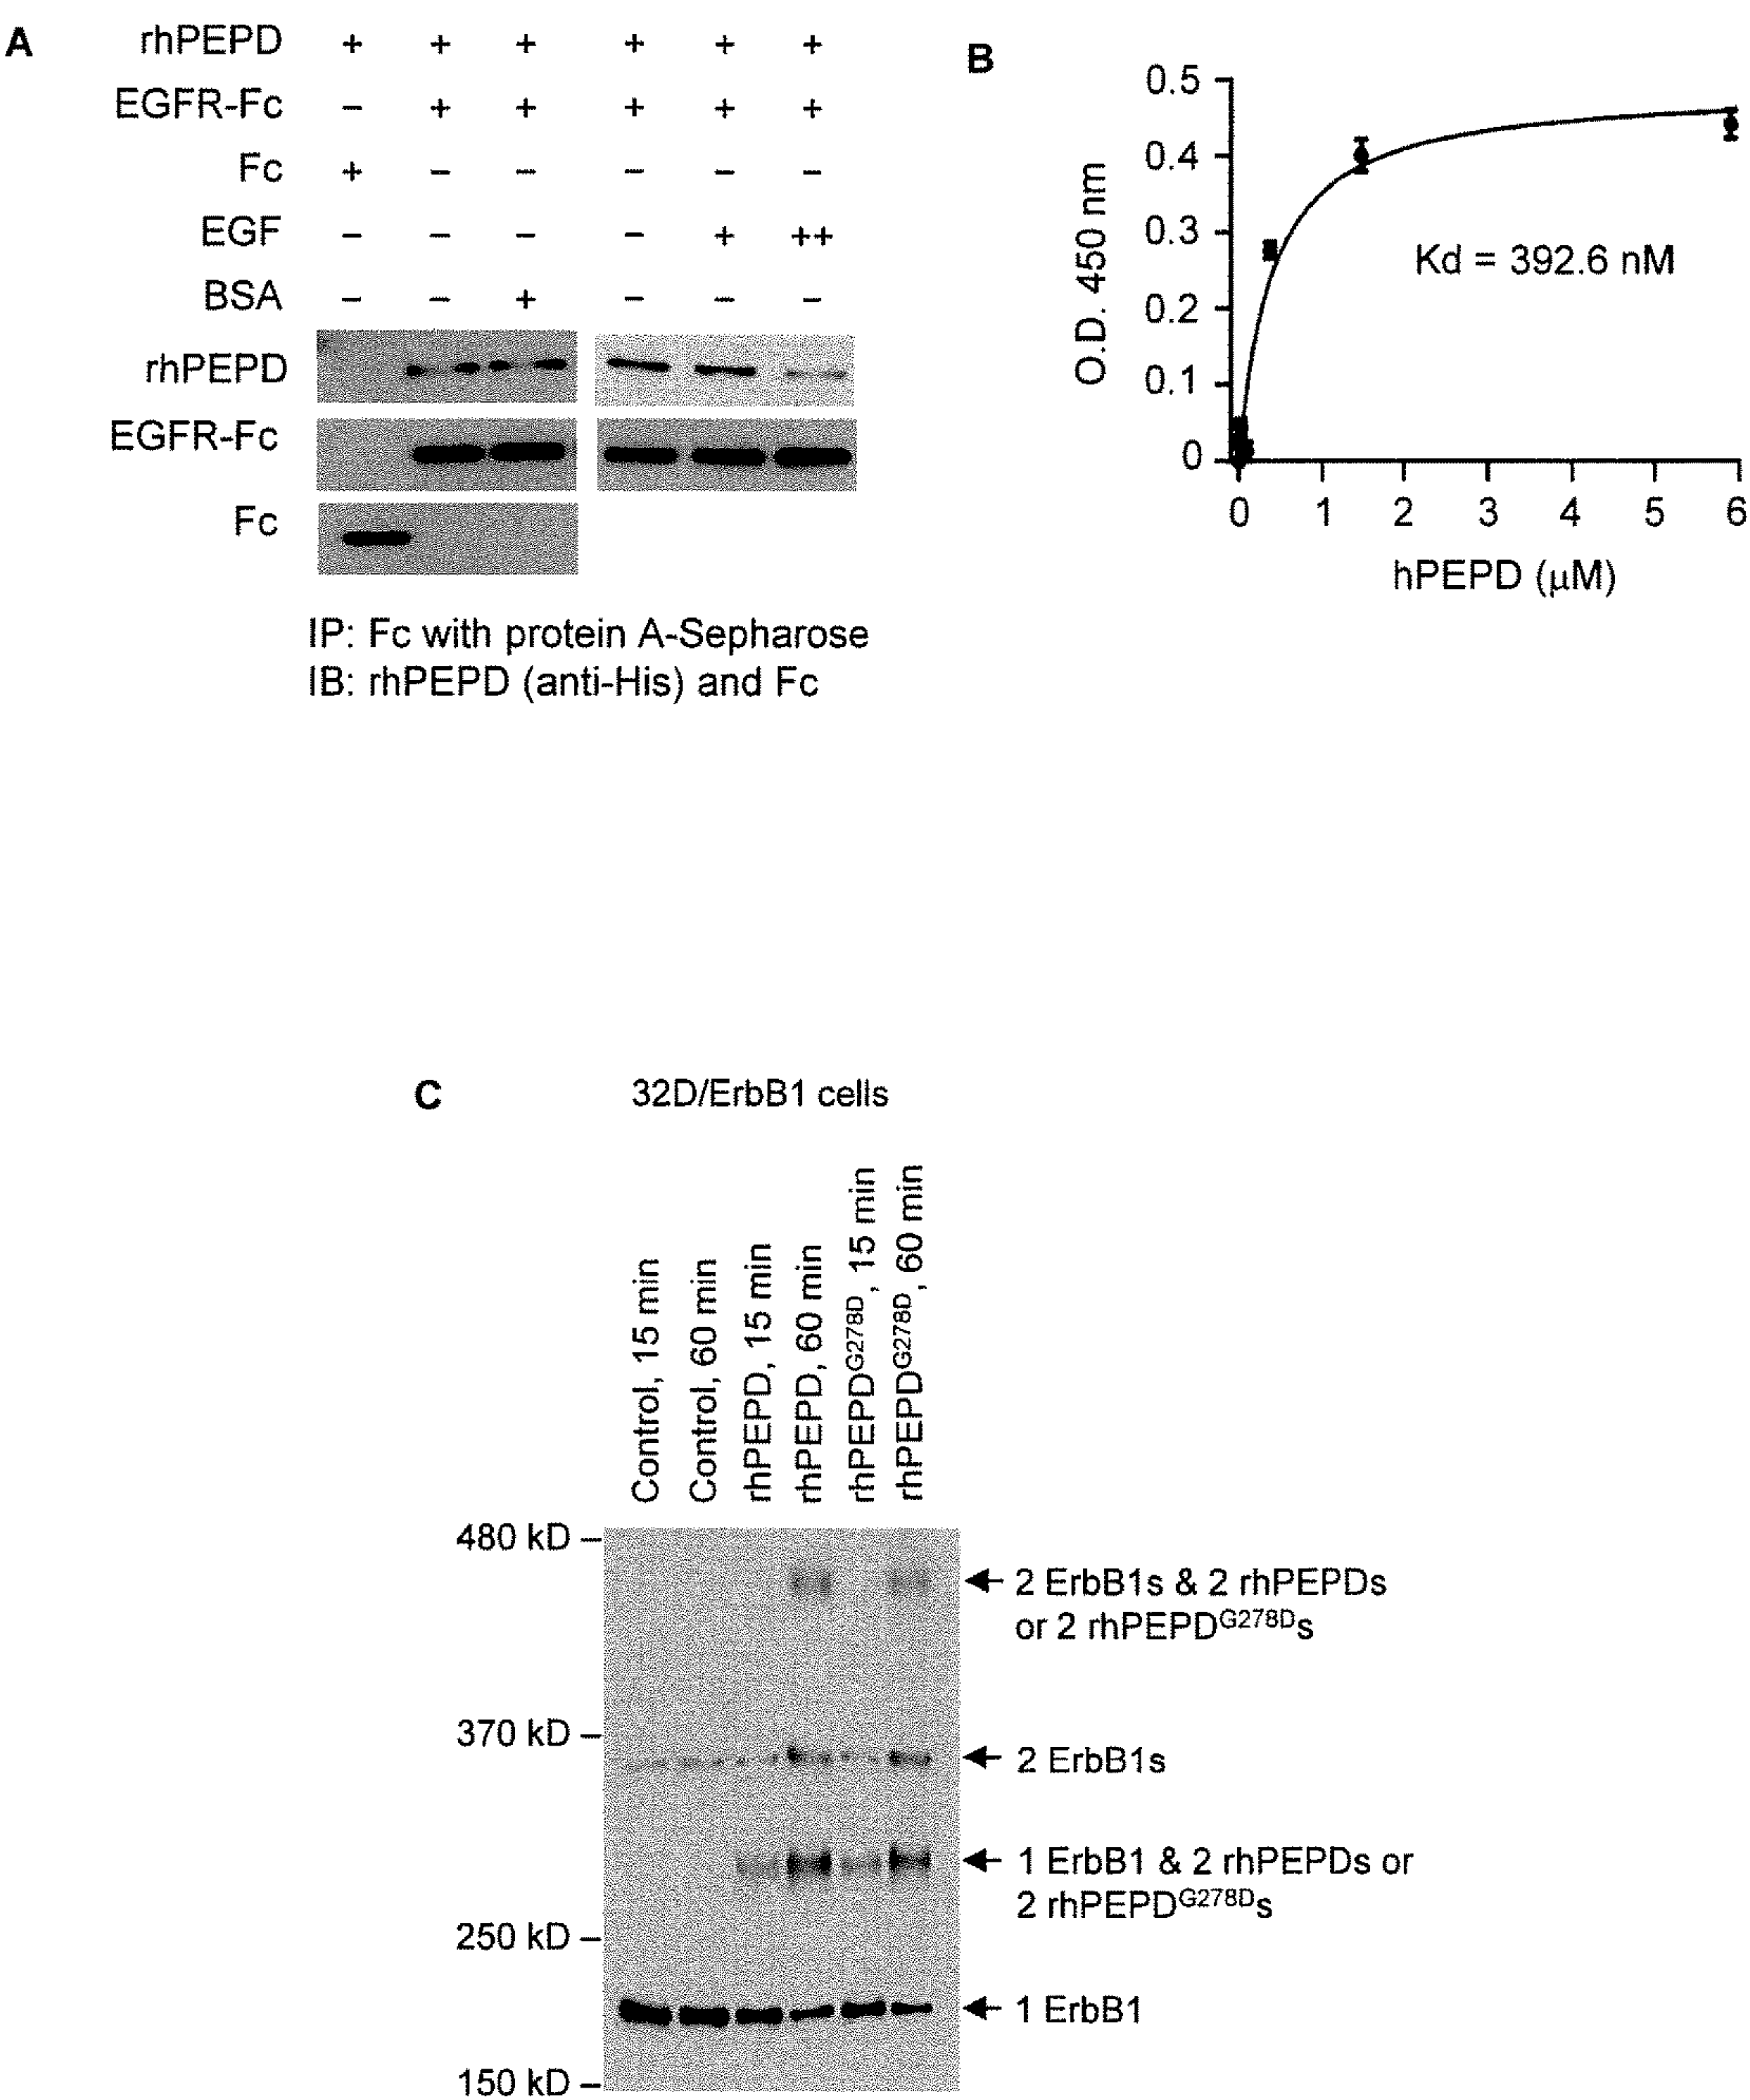 A
rhPEPD + + + + + +
EGFR-Fc – + + + + +
Fc + – – – – –
EGF – – – – + ++
BSA – – + – – –
rhPEPD
EGFR-Fc
Fc
IP: Fc with protein A-Sepharose
IB: rhPEPD (anti-His) and Fc
B
O.D. 450 nm
0.5
0.4
0.3
0.2
0.1
0
Kd = 392.6 nM
0 1 2 3 4 5 6
hPEPD (μM)
C
32D/ErbB1 cells
Control, 15 min
Control, 60 min
rhPEPD, 15 min
rhPEPD, 60 min
rhPEPDG278D, 15 min
rhPEPDG278D, 60 min
480 kD
370 kD
250 kD
150 kD
2 ErbB1s & 2 rhPEPDs
or 2 rhPEPDG278Ds
2 ErbB1s
1 ErbB1 & 2 rhPEPDs or
2 rhPEPDG278Ds
1 ErbB1